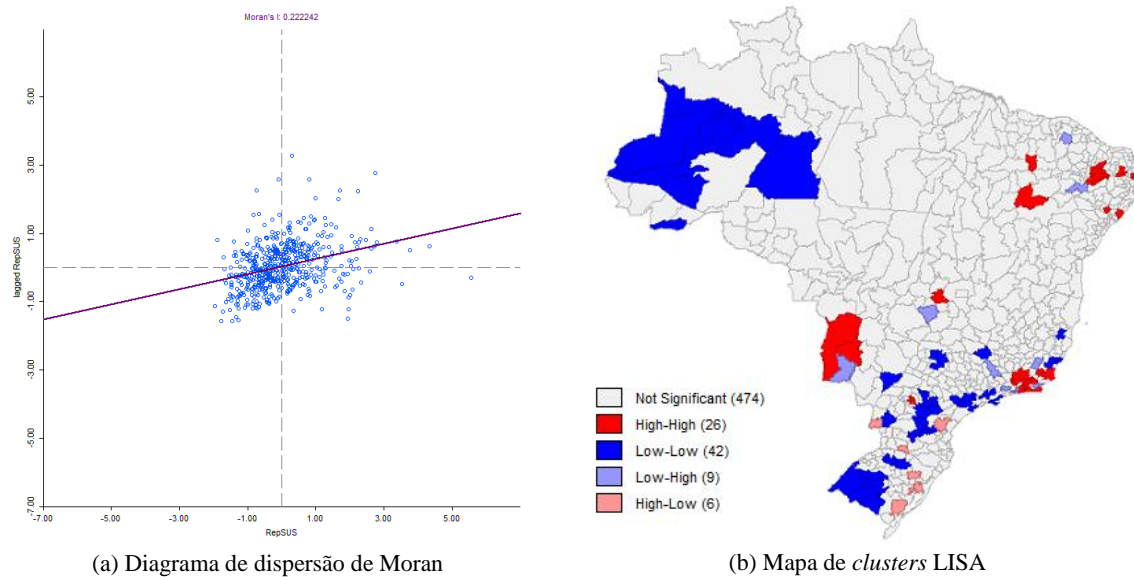 Moran's I: 0.222242
lagged RepSUS
5.00
3.00
1.00
-1.00
-3.00
-5.00
-7.00
-7.00 -5.00 -3.00 -1.00 1.00 3.00 5.00
RepSUS
(a) Diagrama de dispersão de Moran
Not Significant (474)
High-High (26)
Low-Low (42)
Low-High (9)
High-Low (6)
(b) Mapa de clusters LISA